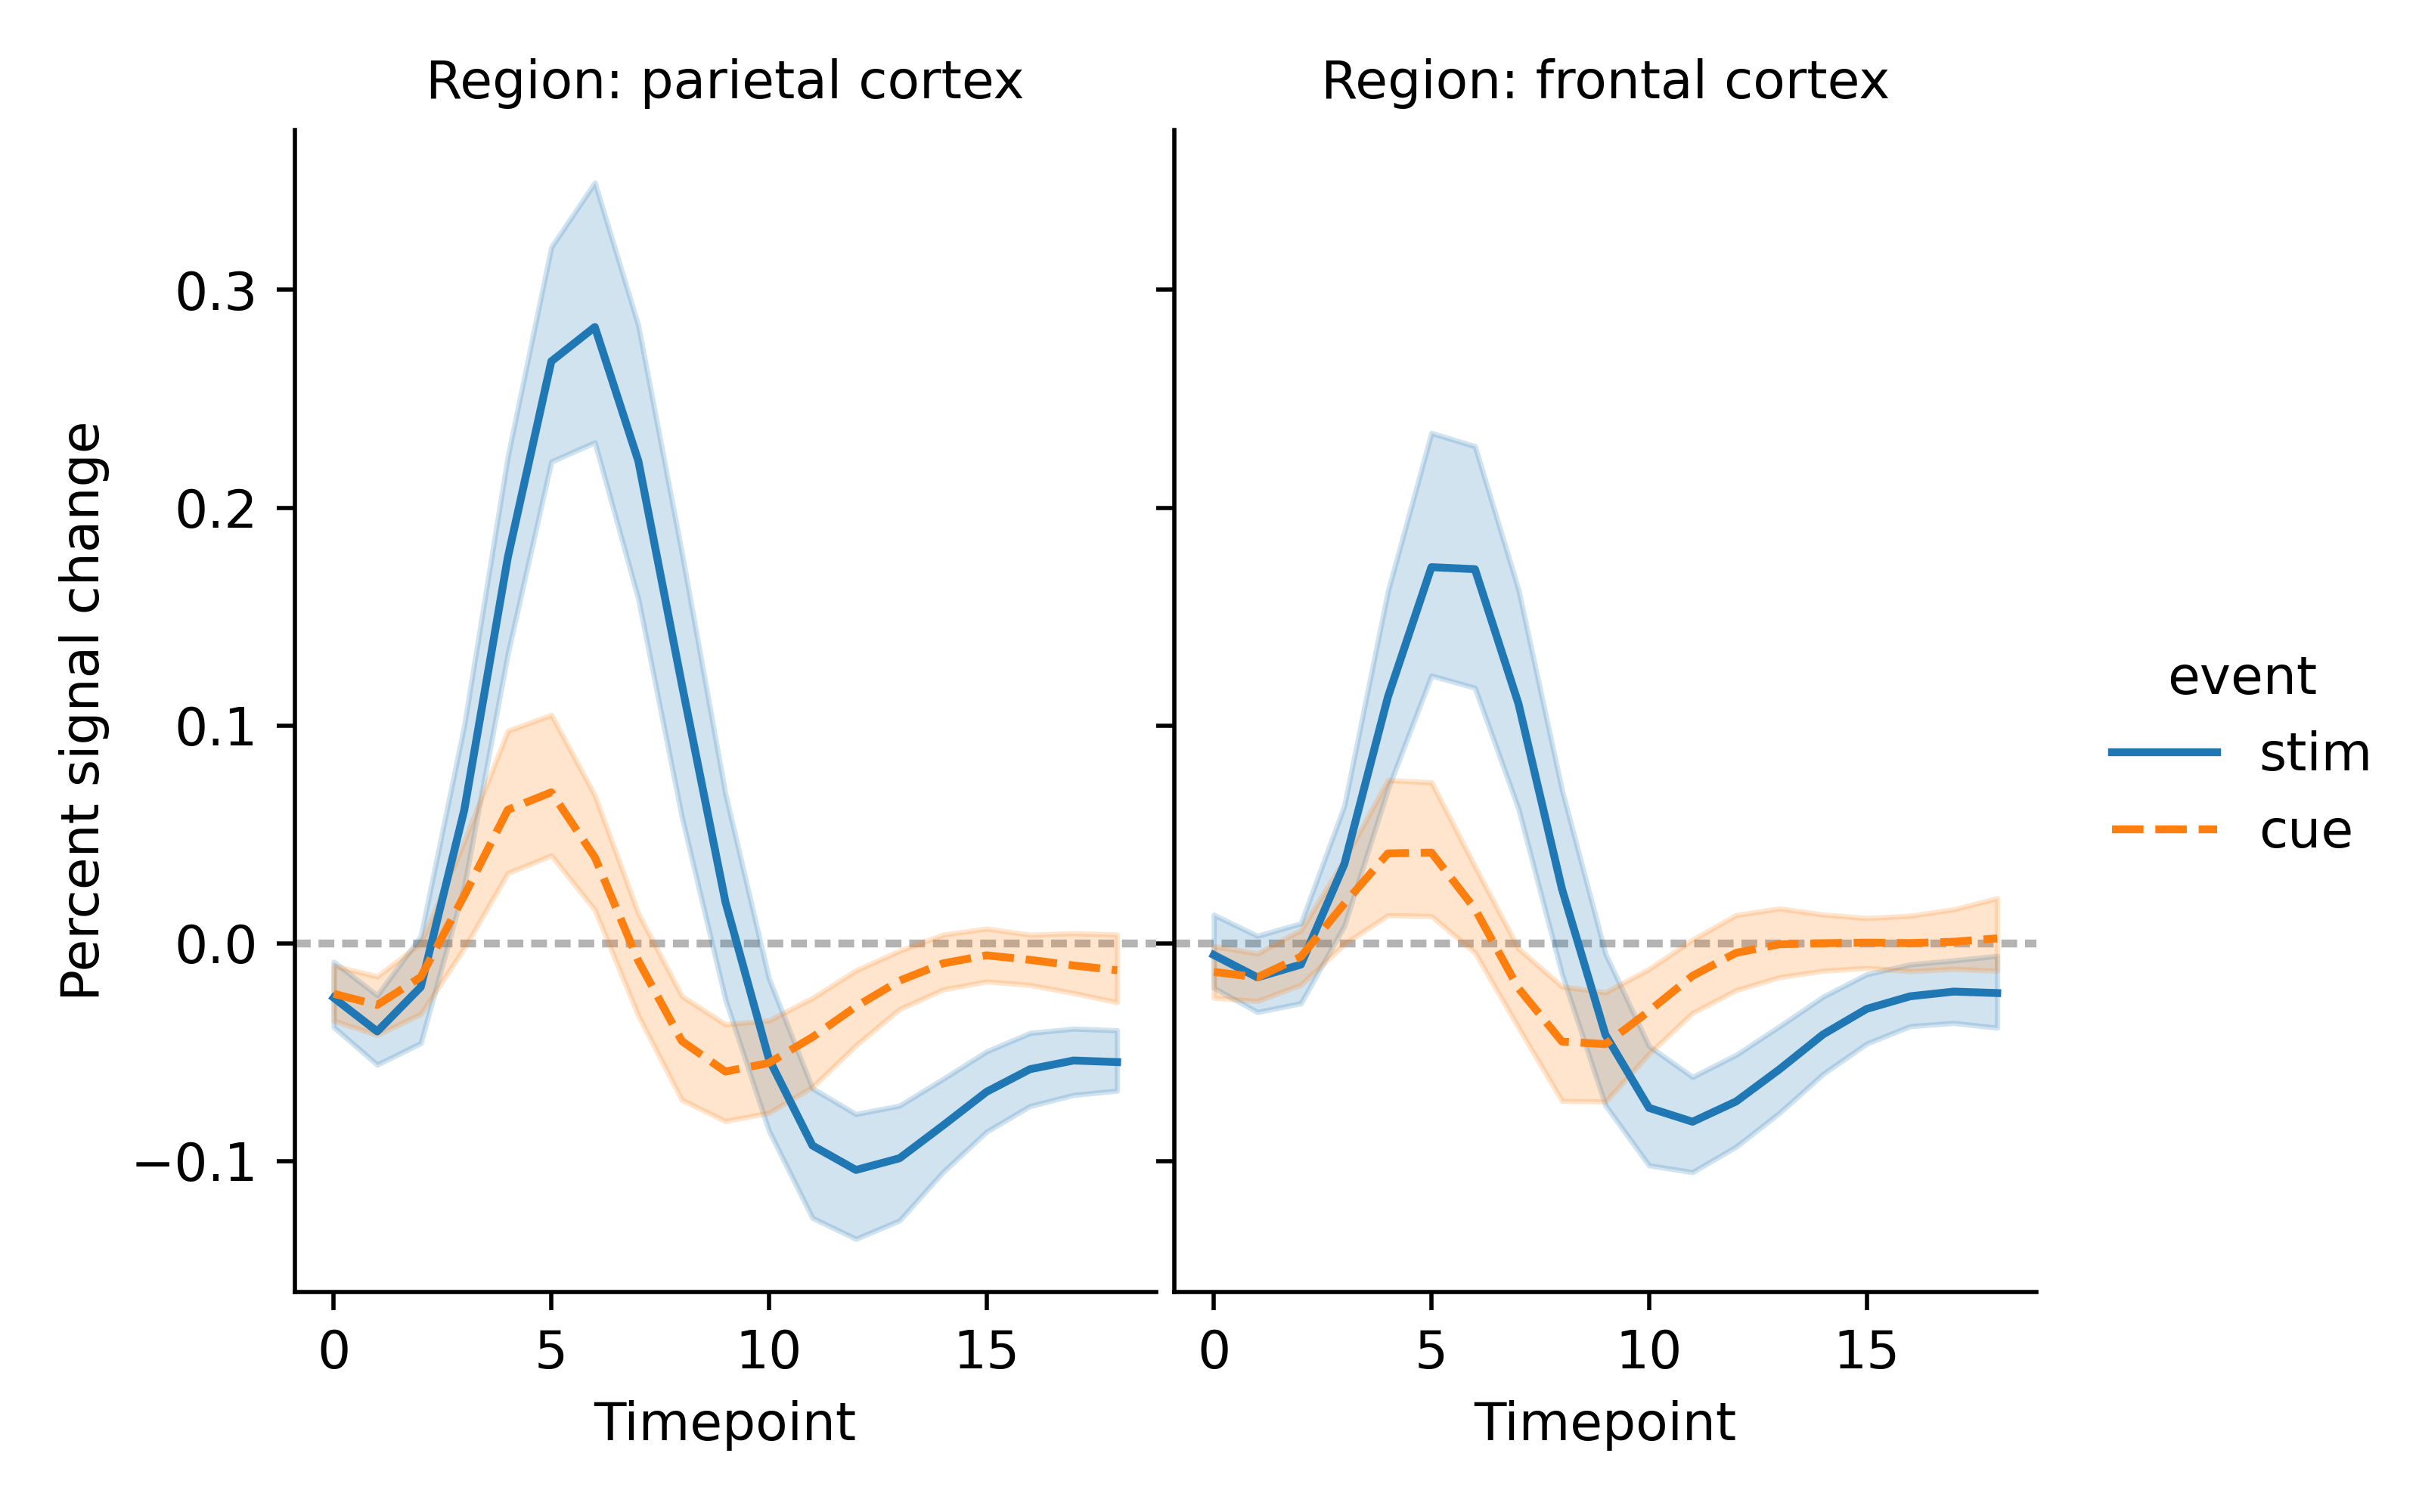 Region: parietal cortex
Region: frontal cortex
Percent signal change
0.3
0.2
0.1
0.0
−0.1
0 5 10 15
0 5 10 15
Timepoint
Timepoint
event
stim
cue